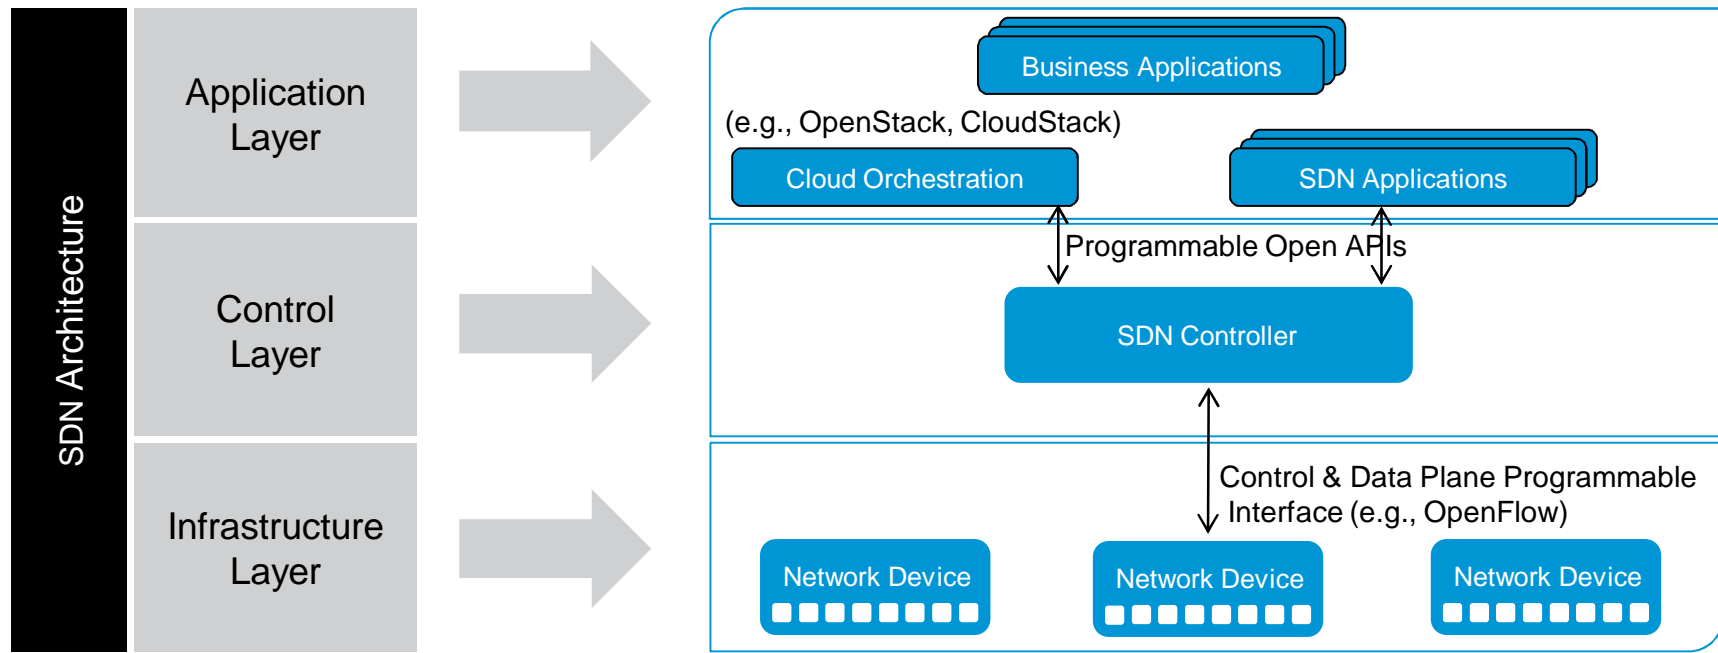 SDN Architecture
Application
Layer
Business Applications
(e.g., OpenStack, CloudStack)
Cloud Orchestration
SDN Applications
Control
Layer
Programmable Open APIs
SDN Controller
Infrastructure
Layer
Control & Data Plane Programmable
Interface (e.g., OpenFlow)
Network Device
Network Device
Network Device